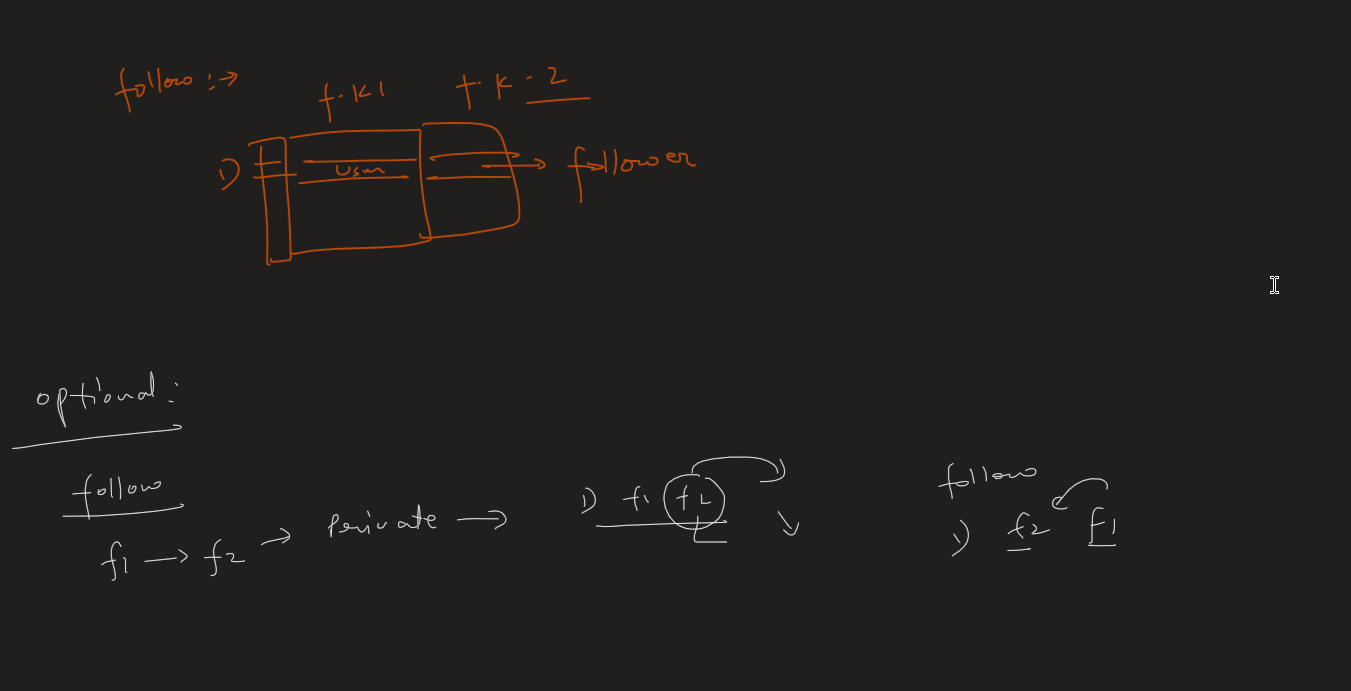 follow :→
f.k1 f.k-2
1) user → follower
optional:
follow
f1 → f2 → Private → 1) f1 f2
follow
1) f2 f1